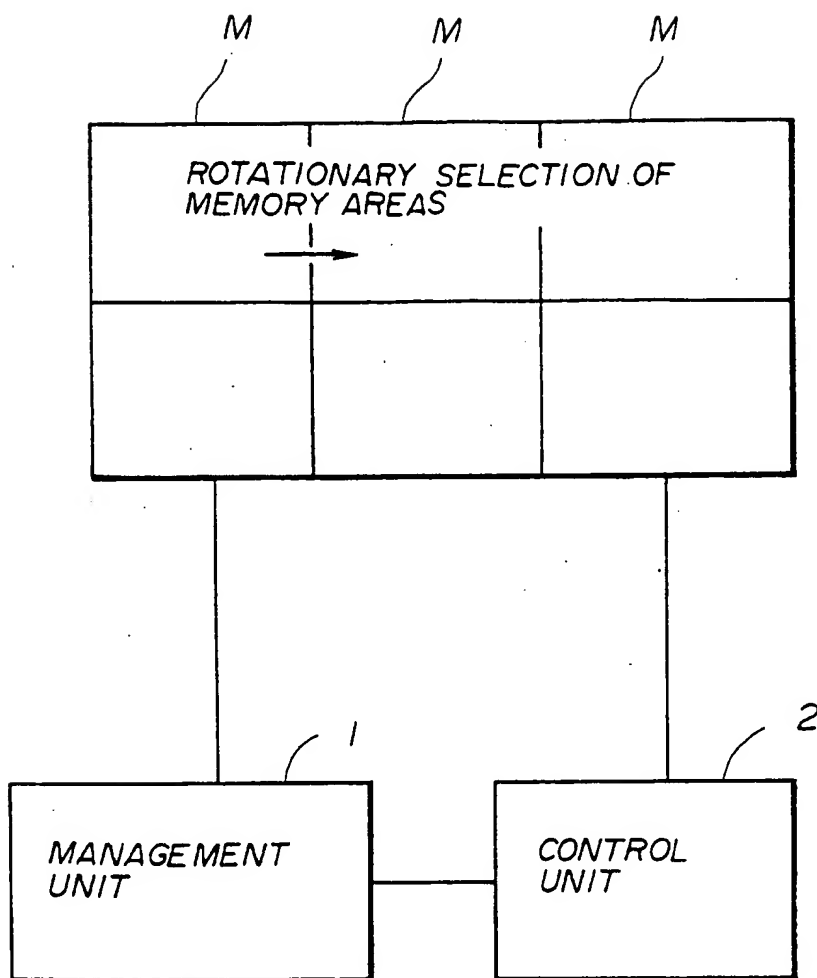 M M M
ROTATIONARY SELECTION OF
MEMORY AREAS
1
2
MANAGEMENT
UNIT
CONTROL
UNIT